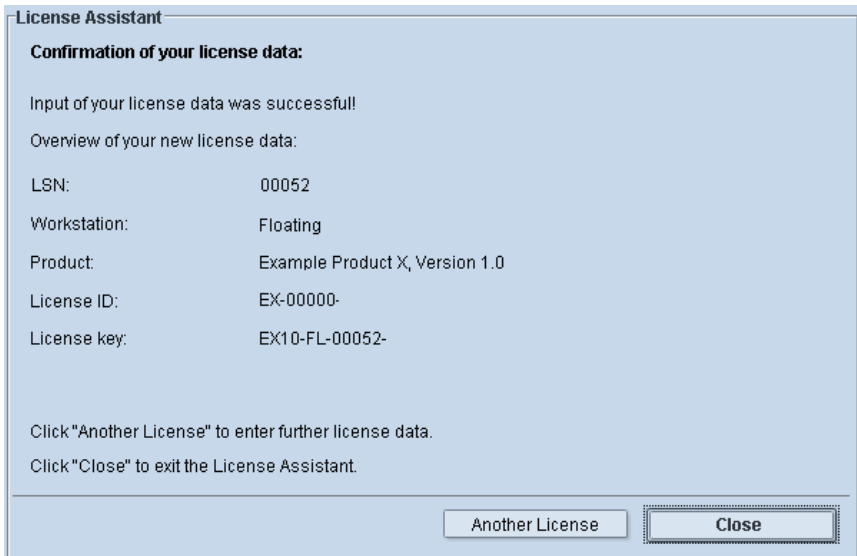 License Assistant
Confirmation of your license data:
Input of your license data was successful!
Overview of your new license data:
LSN: 00052
Workstation: Floating
Product: Example Product X, Version 1.0
License ID: EX-00000-
License key: EX10-FL-00052-
Click "Another License" to enter further license data.
Click "Close" to exit the License Assistant.
Another License Close